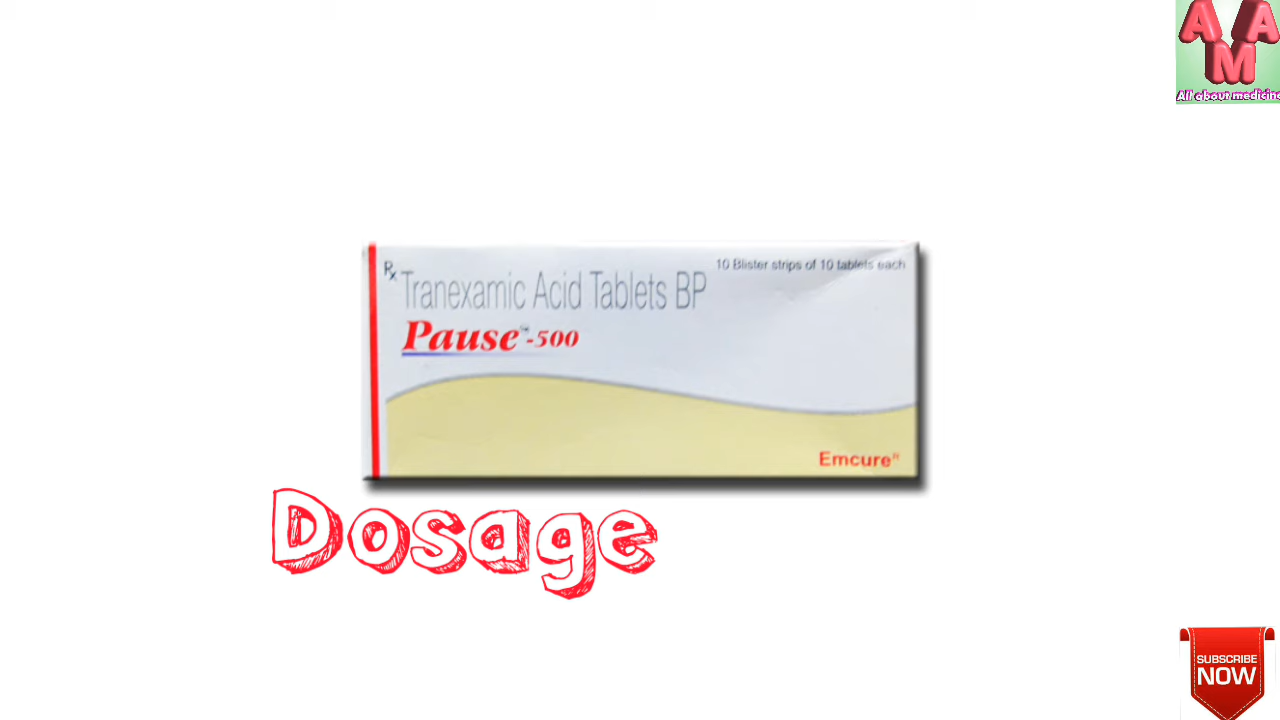 A A
M
All about medicine
10 Blister strips of 10 tablets each
Rx Tranexamic Acid Tablets BP
Pause™-500
Emcure®
Dosage
SUBSCRIBE
NOW